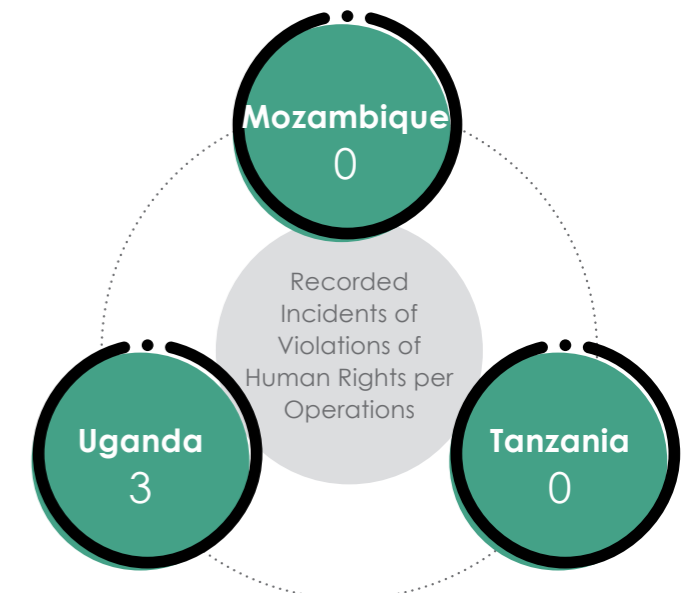 Mozambique
0
Recorded
Incidents of
Violations of
Human Rights per
Operations
Uganda
3
Tanzania
0